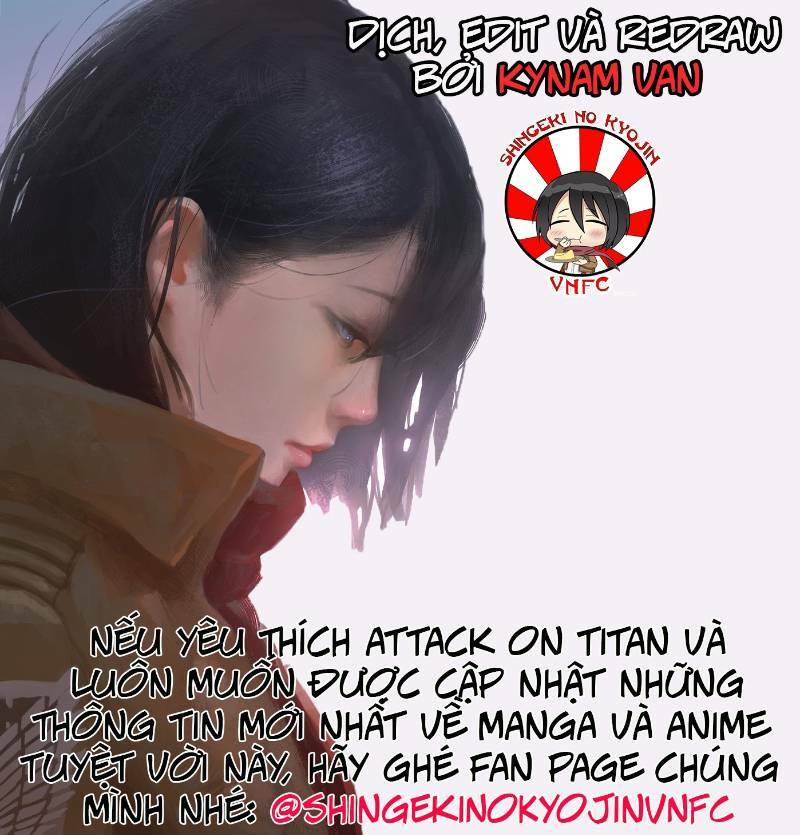 DỊCH, EDIT VÀ REDRAW
BỞI KYNAM VAN
SHINGEKI NO KYOJIN
VNFC
NẾU YÊU THÍCH ATTACK ON TITAN VÀ
LUÔN MUỐN ĐƯỢC CẬP NHẬT NHỮNG
THÔNG TIN MỚI NHẤT VỀ MANGA VÀ ANIME
TUYỆT VỜI NÀY, HÃY GHÉ FAN PAGE CHÚNG
MÌNH NHÉ: @SHINGEKINOKYOJINVNFC